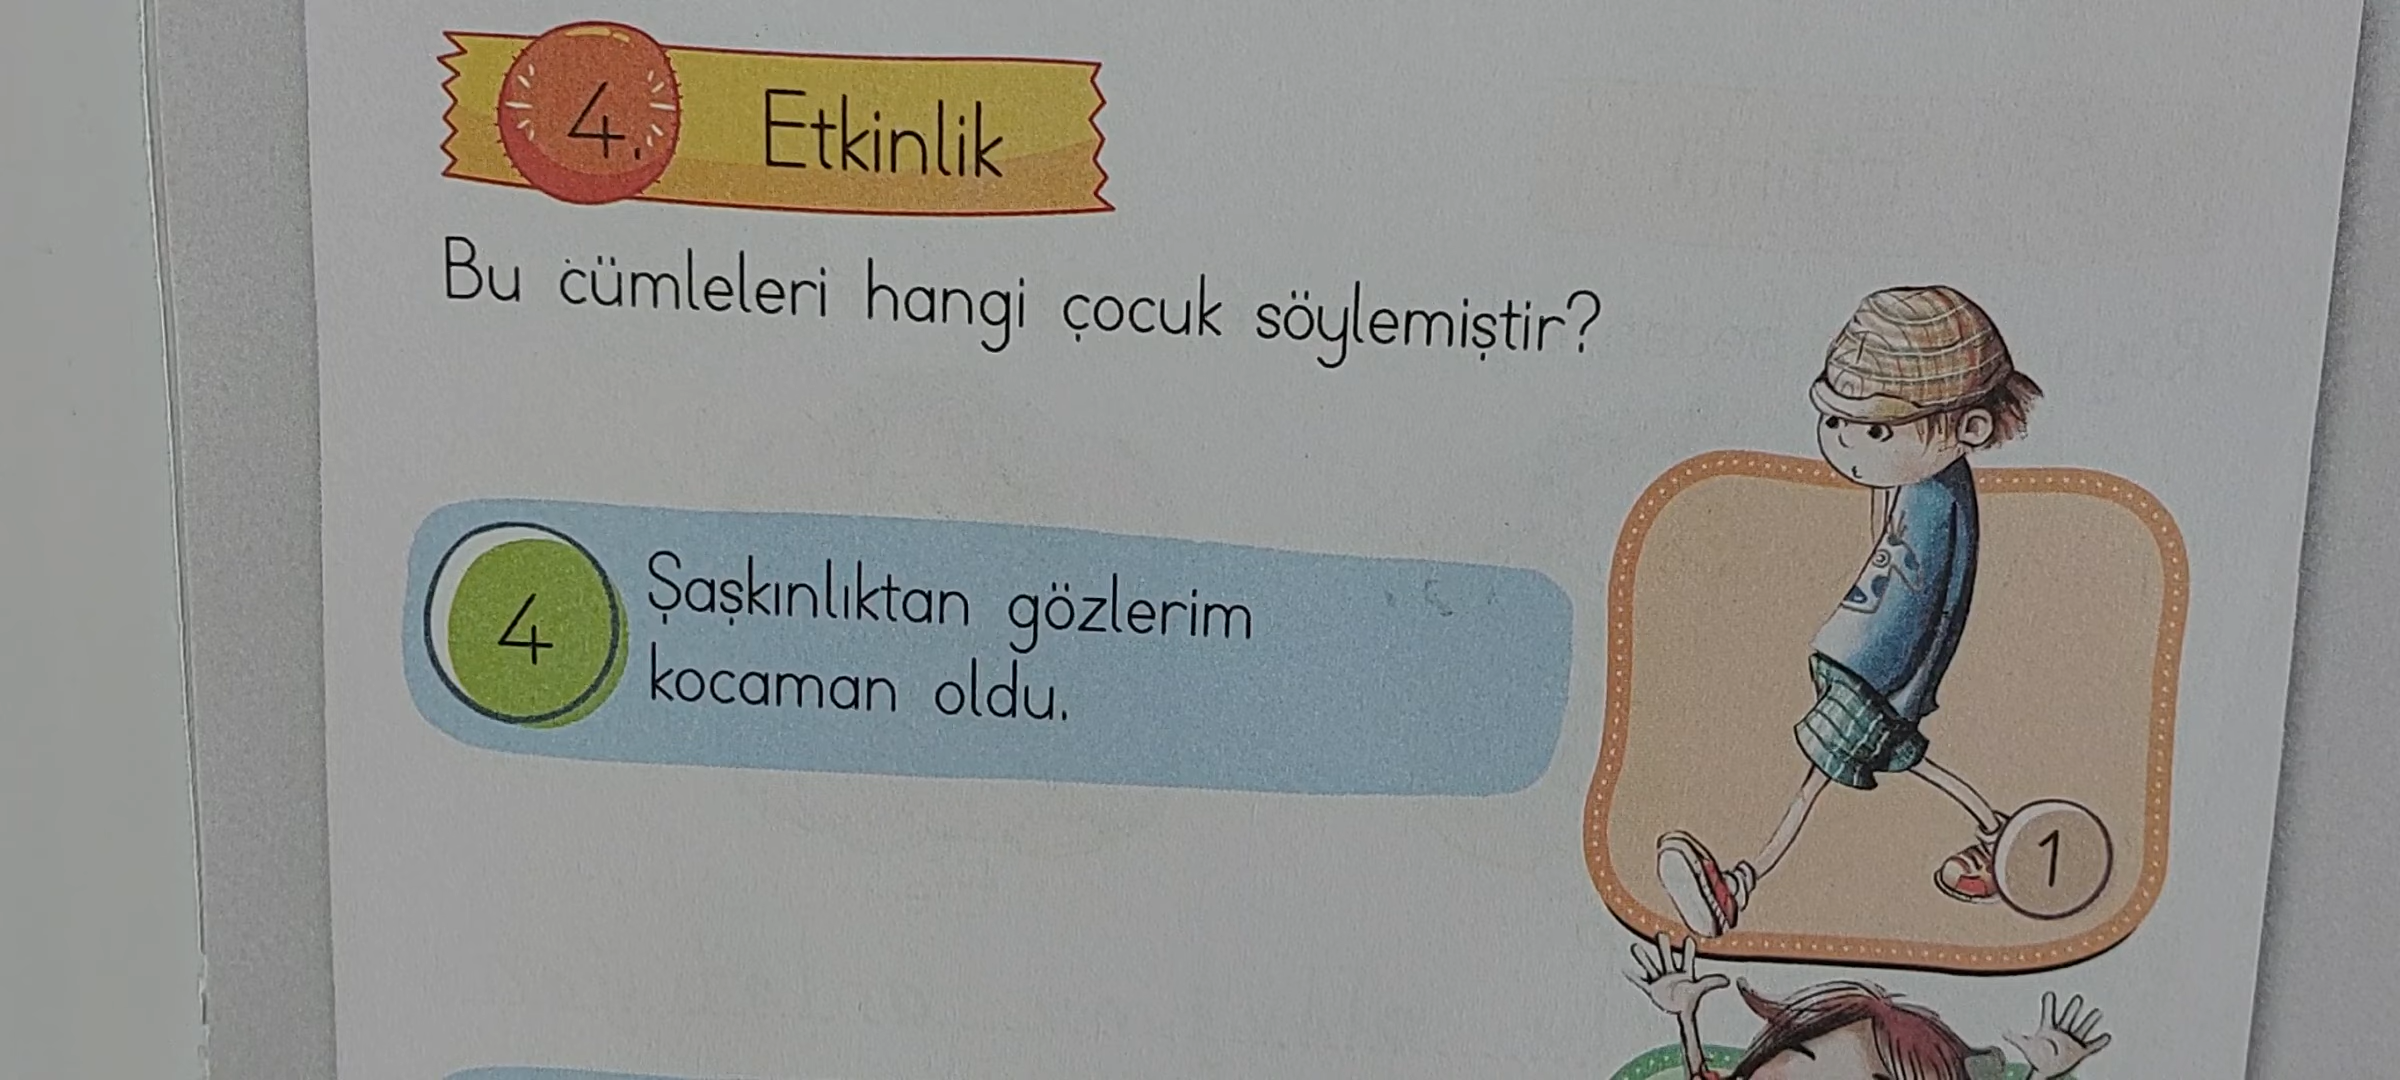 4. Etkinlik
Bu cümleleri hangi çocuk söylemiştir?
4
Şaşkınlıktan gözlerim
kocaman oldu.
1